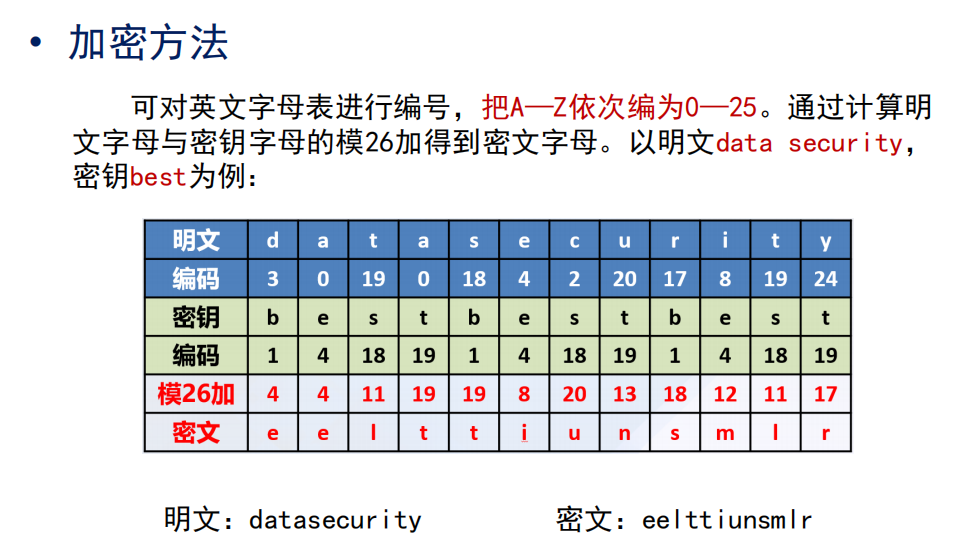 • 加密方法
可对英文字母表进行编号，把A—Z依次编为0—25。通过计算明
文字母与密钥字母的模26加得到密文字母。以明文data security，
密钥best为例：
明文 d a t a s e c u r i t y
编码 3 0 19 0 18 4 2 20 17 8 19 24
密钥 b e s t b e s t b e s t
编码 1 4 18 19 1 4 18 19 1 4 18 19
模26加 4 4 11 19 19 8 20 13 18 12 11 17
密文 e e l t t i u n s m l r
明文：datasecurity 密文：eelttiunsmlr